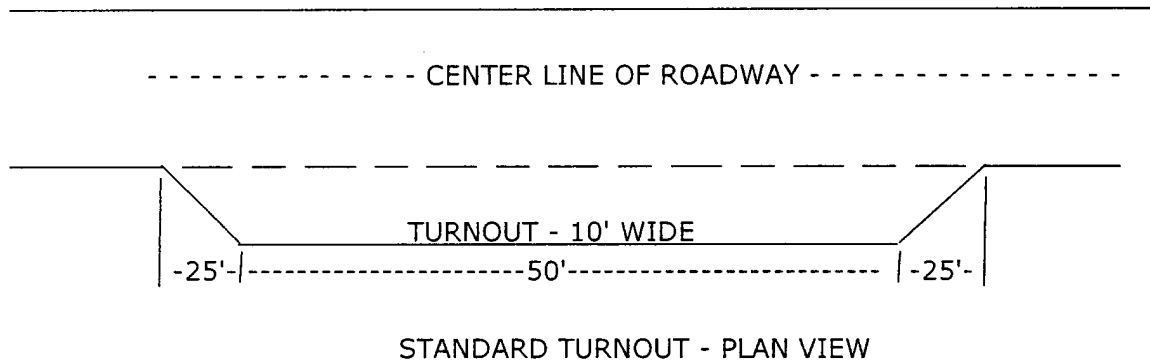 CENTER LINE OF ROADWAY
TURNOUT - 10' WIDE
-25'- 50' -25'-
STANDARD TURNOUT - PLAN VIEW